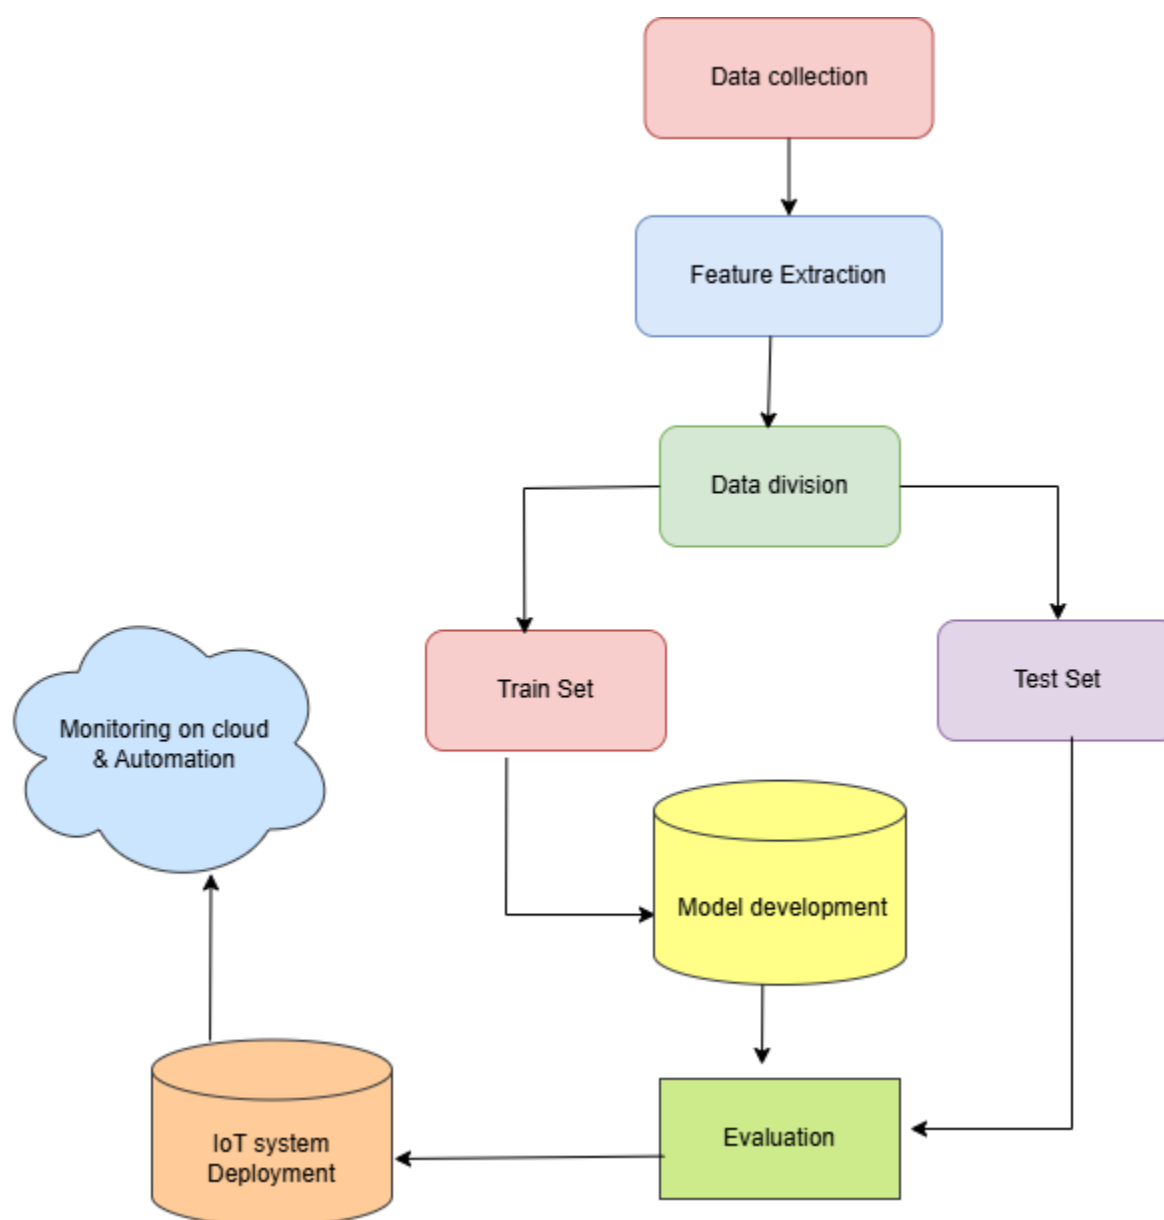 Data collection
Feature Extraction
Data division
Train Set
Test Set
Monitoring on cloud
& Automation
Model development
Evaluation
IoT system
Deployment